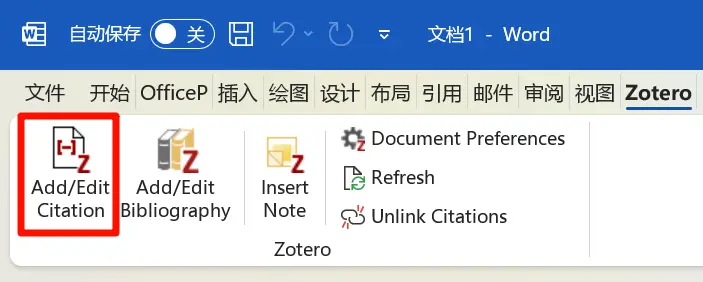 自动保存 关 文档1 - Word
文件 开始 OfficeP 插入 绘图 设计 布局 引用 邮件 审阅 视图 Zotero
Add/Edit
Citation
Add/Edit
Bibliography
Insert
Note
Document Preferences
Refresh
Unlink Citations
Zotero